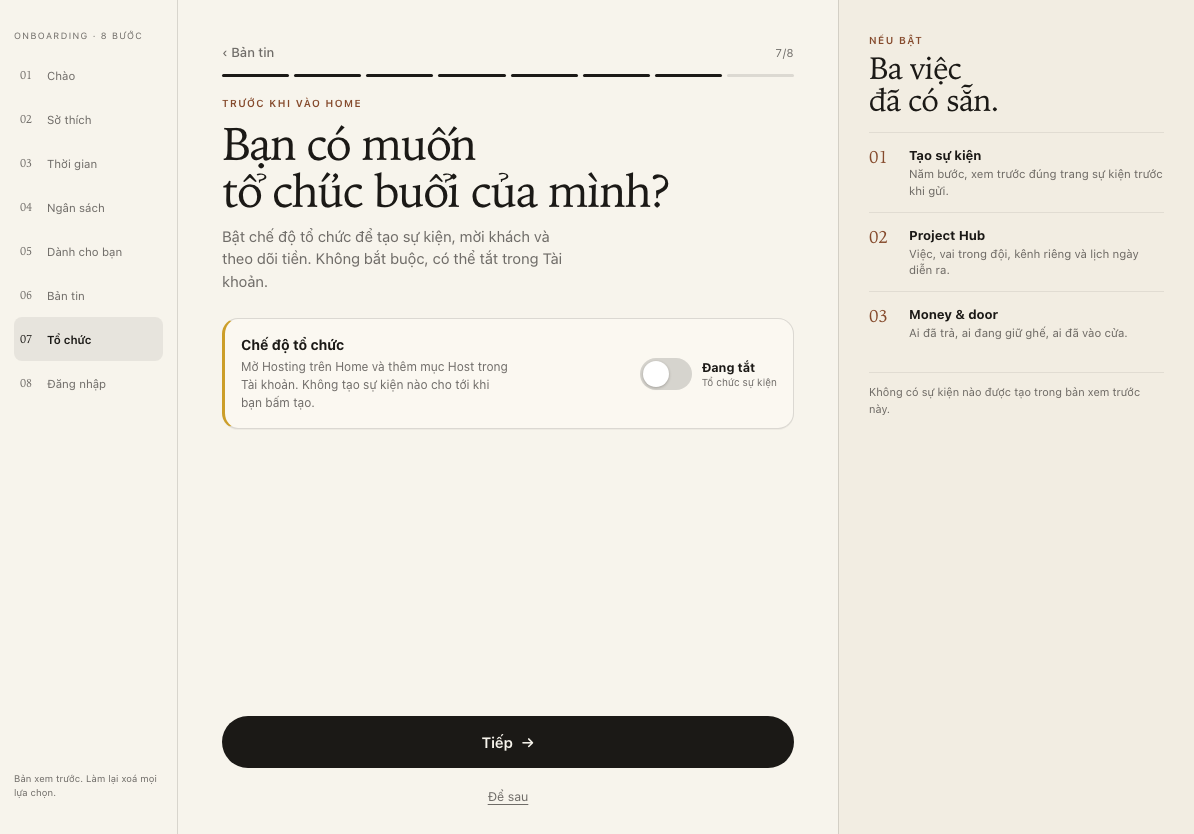 ONBOARDING · 8 BƯỚC
01 Chào
02 Sở thích
03 Thời gian
04 Ngân sách
05 Dành cho bạn
06 Bản tin
07 Tổ chức
08 Đăng nhập
Bản xem trước. Làm lại xoá mọi
lựa chọn.
‹ Bản tin
7/8
TRƯỚC KHI VÀO HOME
Bạn có muốn
tổ chức buổi của mình?
Bật chế độ tổ chức để tạo sự kiện, mời khách và
theo dõi tiền. Không bắt buộc, có thể tắt trong Tài
khoản.
Chế độ tổ chức
Mở Hosting trên Home và thêm mục Host trong
Tài khoản. Không tạo sự kiện nào cho tới khi
bạn bấm tạo.
Đang tắt
Tổ chức sự kiện
Tiếp →
Để sau
NỔI BẬT
Ba việc
đã có sẵn.
01 Tạo sự kiện
Năm bước, xem trước đúng trang sự kiện trước
khi gửi.
02 Project Hub
Việc, vai trong đội, kênh riêng và lịch ngày
diễn ra.
03 Money & door
Ai đã trả, ai đang giữ ghế, ai đã vào cửa.
Không có sự kiện nào được tạo trong bản xem trước
này.